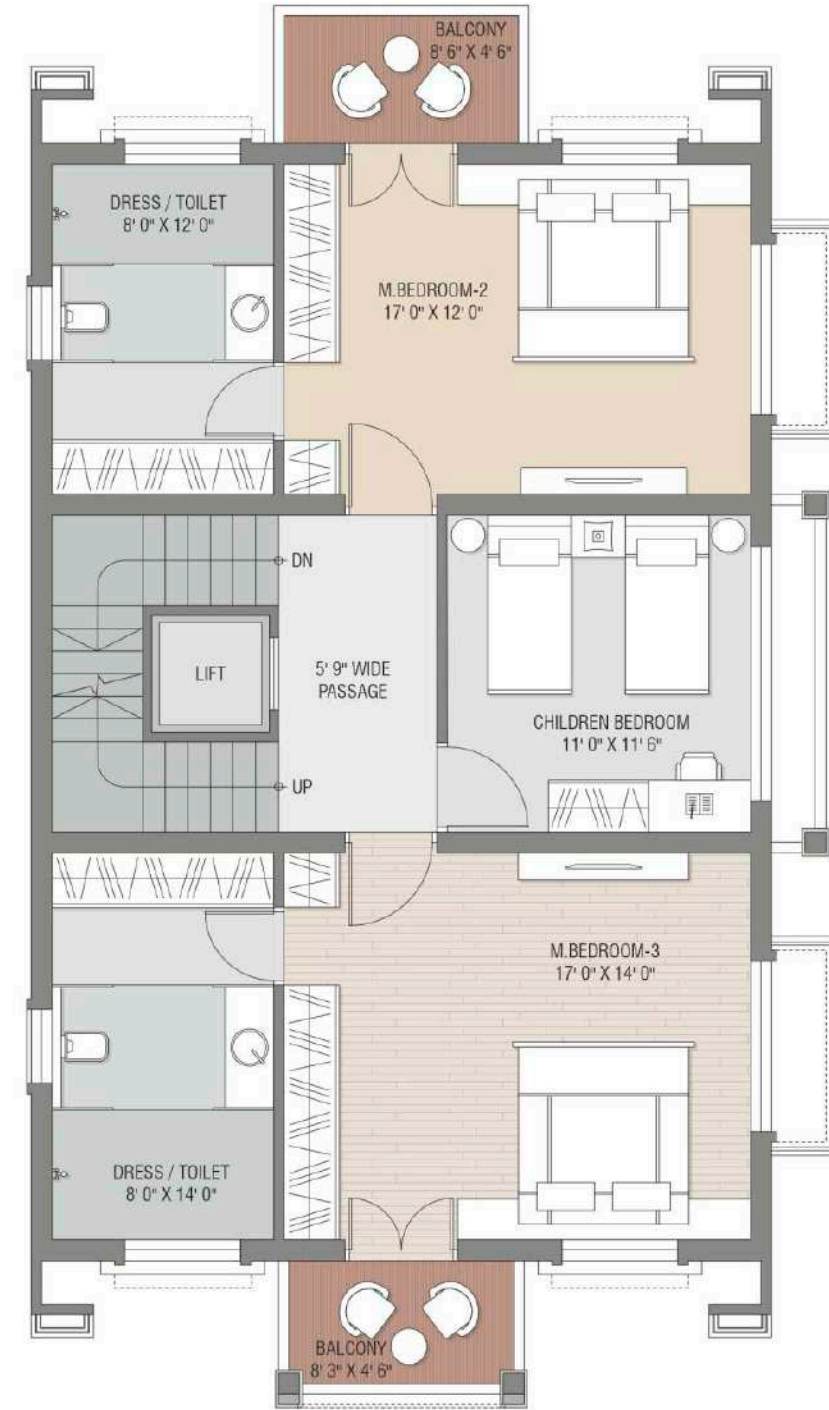 BALCONY
8' 6" X 4' 6"
DRESS / TOILET
8' 0" X 12' 0"
M.BEDROOM-2
17' 0" X 12' 0"
DN
LIFT
5' 9" WIDE
PASSAGE
CHILDREN BEDROOM
11' 0" X 11' 6"
UP
M.BEDROOM-3
17' 0" X 14' 0"
DRESS / TOILET
8' 0" X 14' 0"
BALCONY
8' 3" X 4' 6"